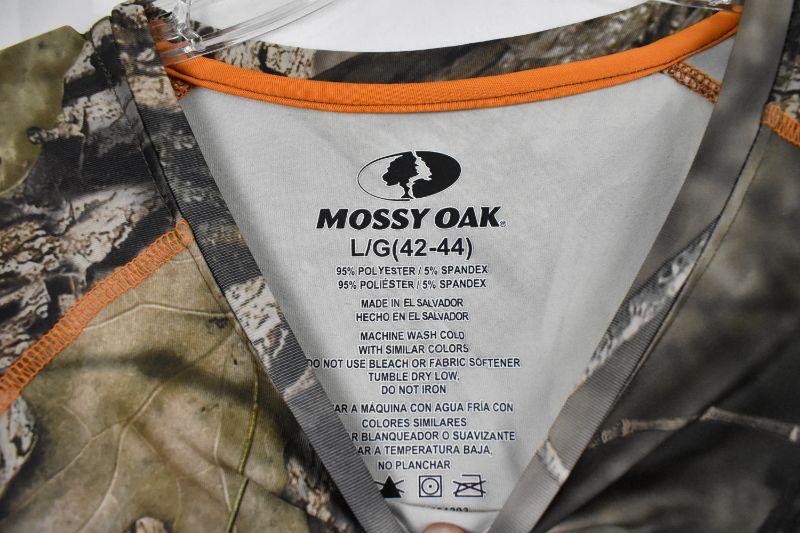 MOSSY OAK®
L/G(42-44)
95% POLYESTER / 5% SPANDEX
95% POLIÉSTER / 5% SPANDEX
MADE IN EL SALVADOR
HECHO EN EL SALVADOR
MACHINE WASH COLD
WITH SIMILAR COLORS
DO NOT USE BLEACH OR FABRIC SOFTENER
TUMBLE DRY LOW,
DO NOT IRON
A MÁQUINA CON AGUA FRÍA CON
COLORES SIMILARES
BLANQUEADOR O SUAVIZANTE
A TEMPERATURA BAJA,
NO PLANCHAR